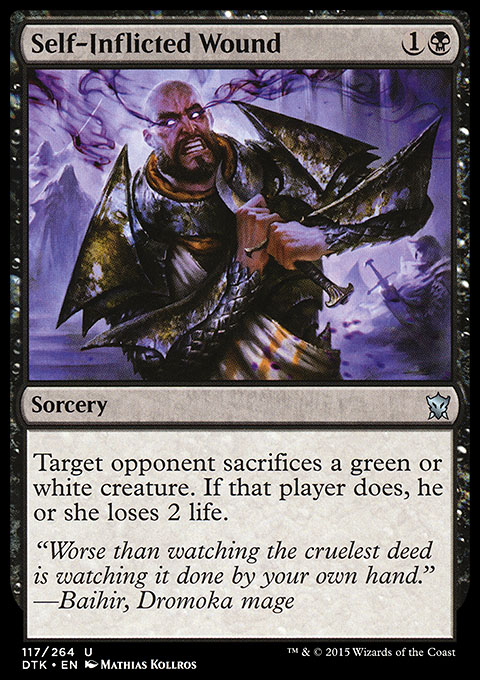 Self-Inflicted Wound 1
Sorcery
Target opponent sacrifices a green or
white creature. If that player does, he
or she loses 2 life.
“Worse than watching the cruelest deed
is watching it done by your own hand.”
—Baihir, Dromoka mage
117/264 U
DTK • EN Mathias Kollros
™ & © 2015 Wizards of the Coast